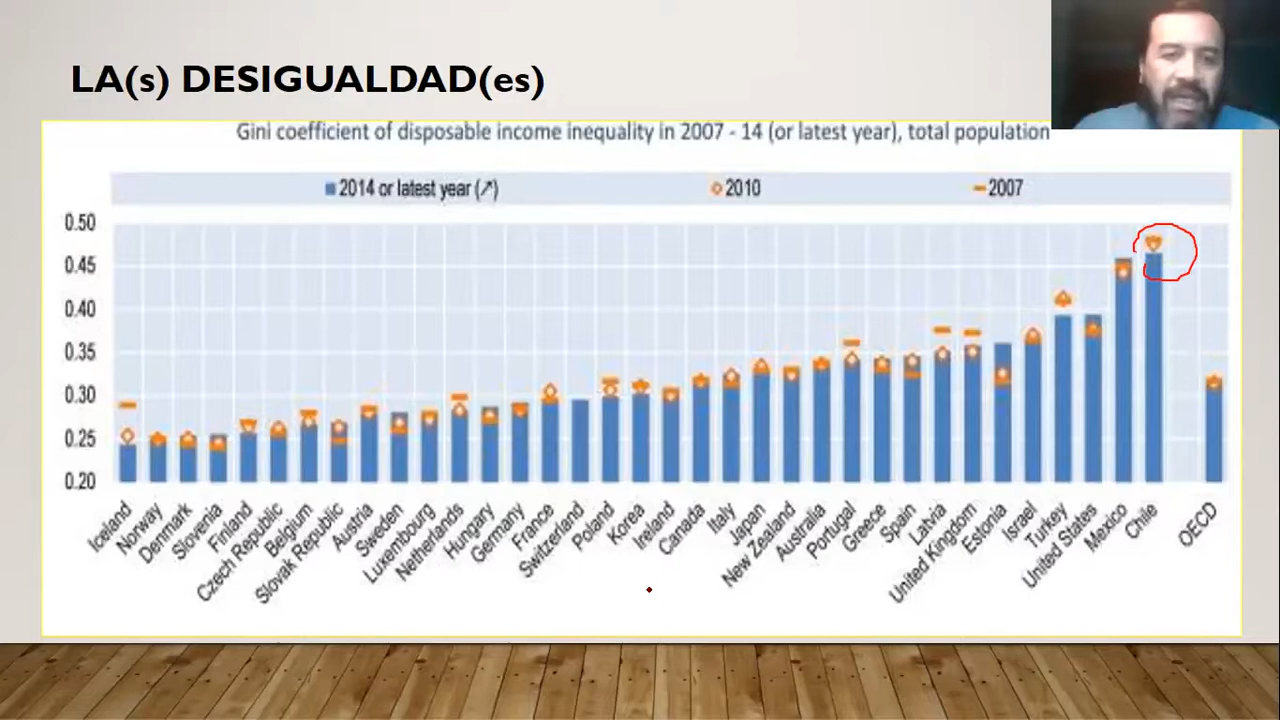 LA(s) DESIGUALDAD(es)
Gini coefficient of disposable income inequality in 2007 - 14 (or latest year), total population
2014 or latest year (↗) 2010 2007
0.50
0.45
0.40
0.35
0.30
0.25
0.20
Iceland
Norway
Denmark
Slovenia
Finland
Czech Republic
Belgium
Slovak Republic
Austria
Sweden
Luxembourg
Netherlands
Hungary
Germany
France
Switzerland
Poland
Korea
Ireland
Canada
Italy
Japan
New Zealand
Australia
Portugal
Greece
Spain
Latvia
United Kingdom
Estonia
Israel
Turkey
United States
Mexico
Chile
OECD